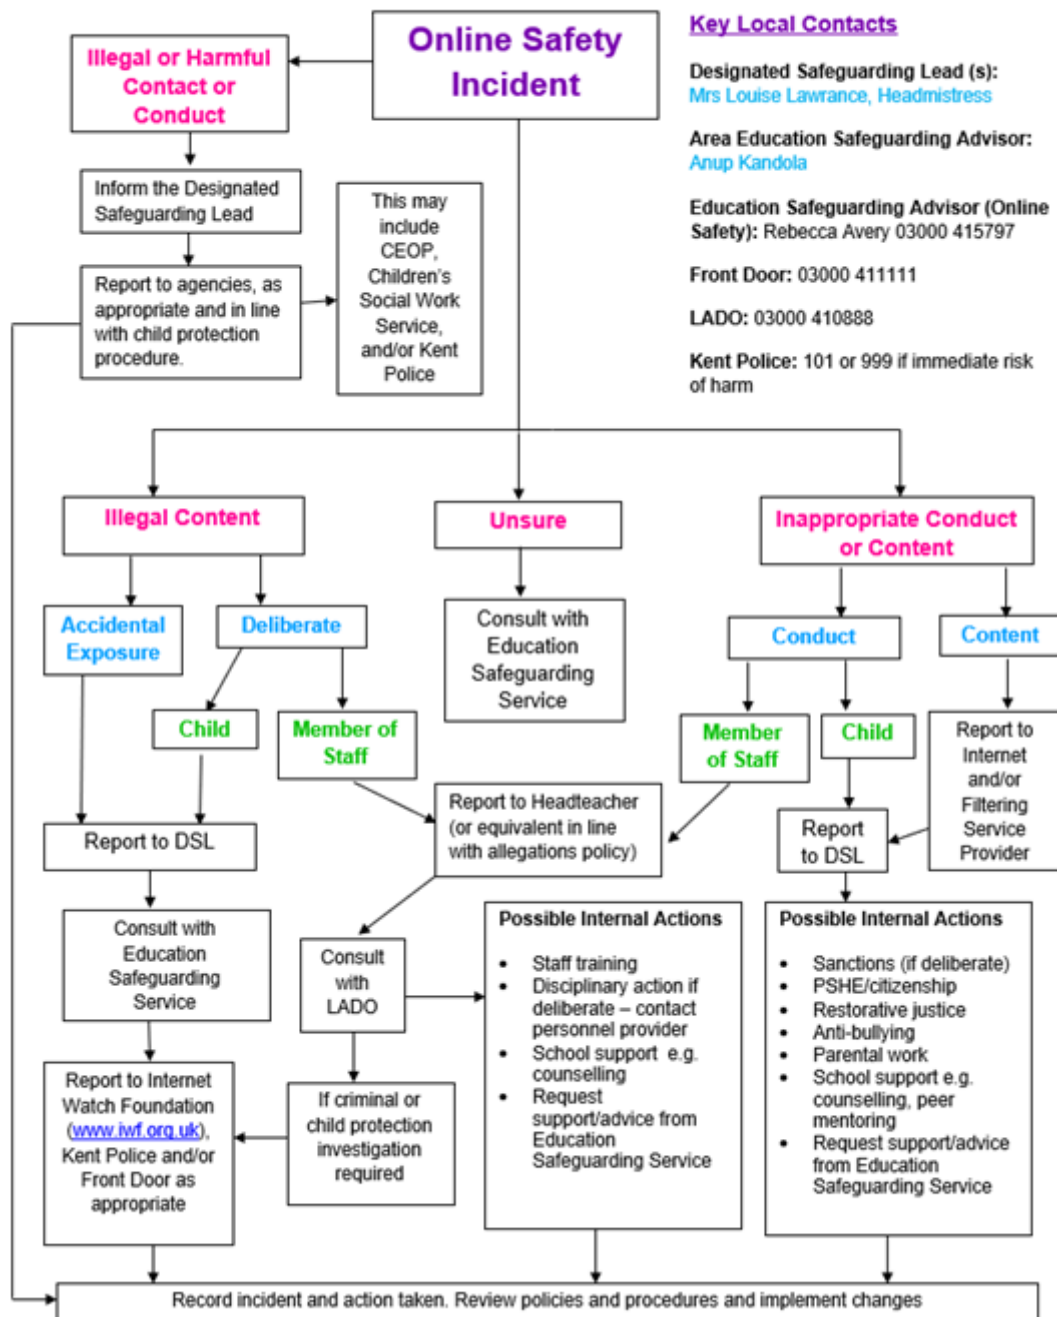 Online Safety
Incident
Illegal or Harmful
Contact or
Conduct
Inform the Designated
Safeguarding Lead
Report to agencies, as
appropriate and in line
with child protection
procedure.
This may
include
CEOP,
Children's
Social Work
Service,
and/or Kent
Police
Key Local Contacts
Designated Safeguarding Lead (s):
Mrs Louise Lawrance, Headmistress
Area Education Safeguarding Advisor:
Anup Kandola
Education Safeguarding Advisor (Online
Safety): Rebecca Avery 03000 415797
Front Door: 03000 411111
LADO: 03000 410888
Kent Police: 101 or 999 if immediate risk
of harm
Illegal Content
Unsure
Inappropriate Conduct
or Content
Accidental
Exposure
Deliberate
Consult with
Education
Safeguarding
Service
Conduct
Content
Child
Member of
Staff
Member
of Staff
Child
Report to
Internet
and/or
Filtering
Service
Provider
Report to DSL
Report to Headteacher
(or equivalent in line
with allegations policy)
Report
to DSL
Consult with
Education
Safeguarding
Service
Consult
with
LADO
Possible Internal Actions
• Staff training
• Disciplinary action if
deliberate – contact
personnel provider
• School support e.g.
counselling
• Request
support/advice from
Education
Safeguarding Service
Possible Internal Actions
• Sanctions (if deliberate)
• PSHE/citizenship
• Restorative justice
• Anti-bullying
• Parental work
• School support e.g.
counselling, peer
mentoring
• Request support/advice
from Education
Safeguarding Service
Report to Internet
Watch Foundation
(www.iwf.org.uk),
Kent Police and/or
Front Door as
appropriate
If criminal or
child protection
investigation
required
Record incident and action taken. Review policies and procedures and implement changes